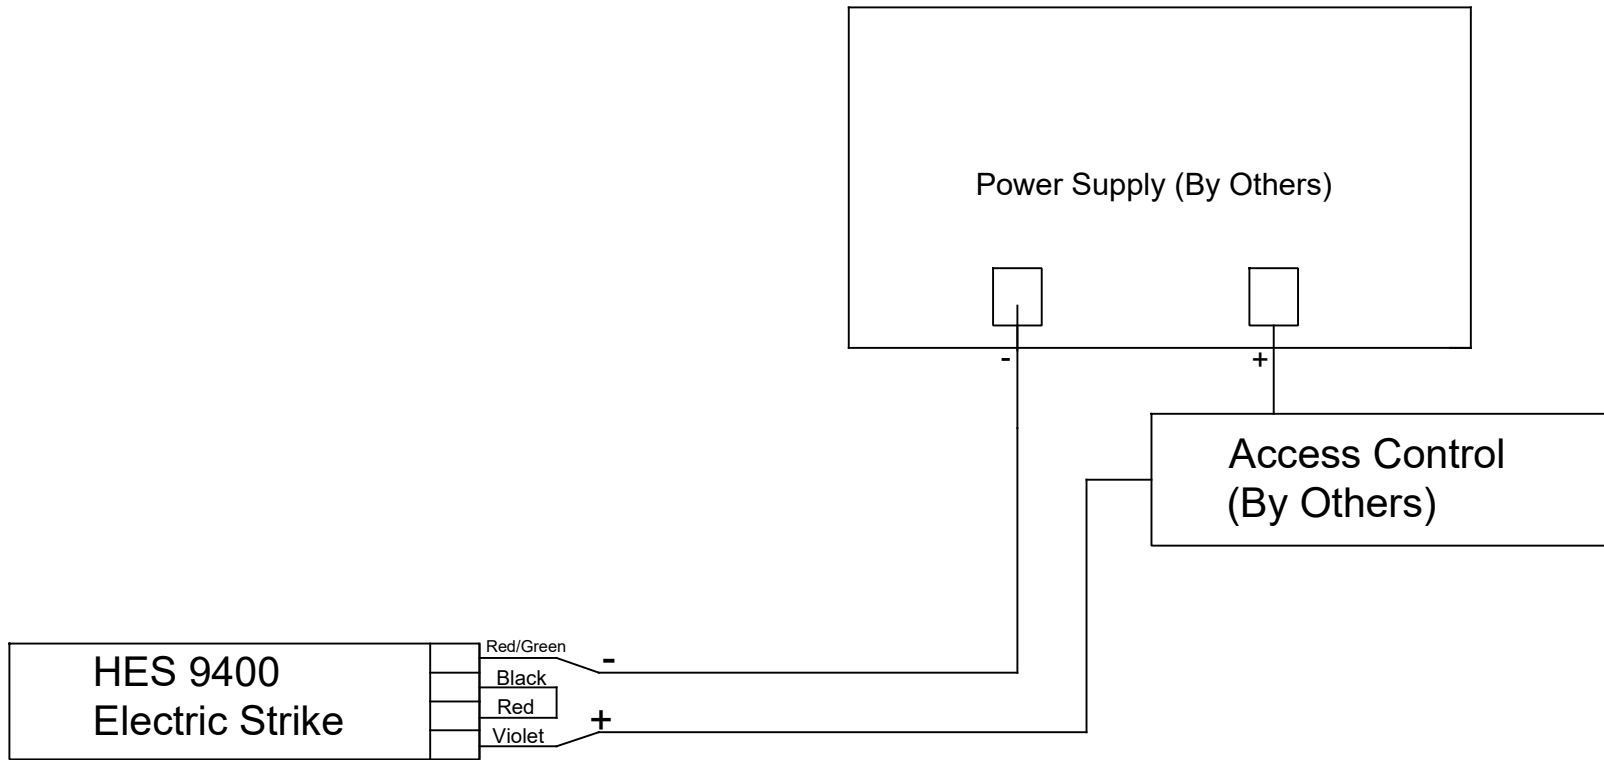 Power Supply (By Others)
-
+
Access Control
(By Others)
HES 9400
Electric Strike
Red/Green
-
Black
Red
Violet
+